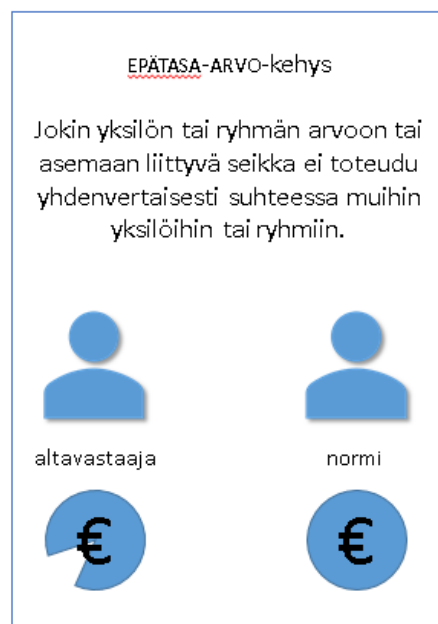 EPÄTASA-ARVO-kehys
Jokin yksilön tai ryhmän arvoon tai
asemaan liittyvä seikka ei toteudu
yhdenvertaisesti suhteessa muihin
yksilöihin tai ryhmiin.
altavastaaja normi
€ €